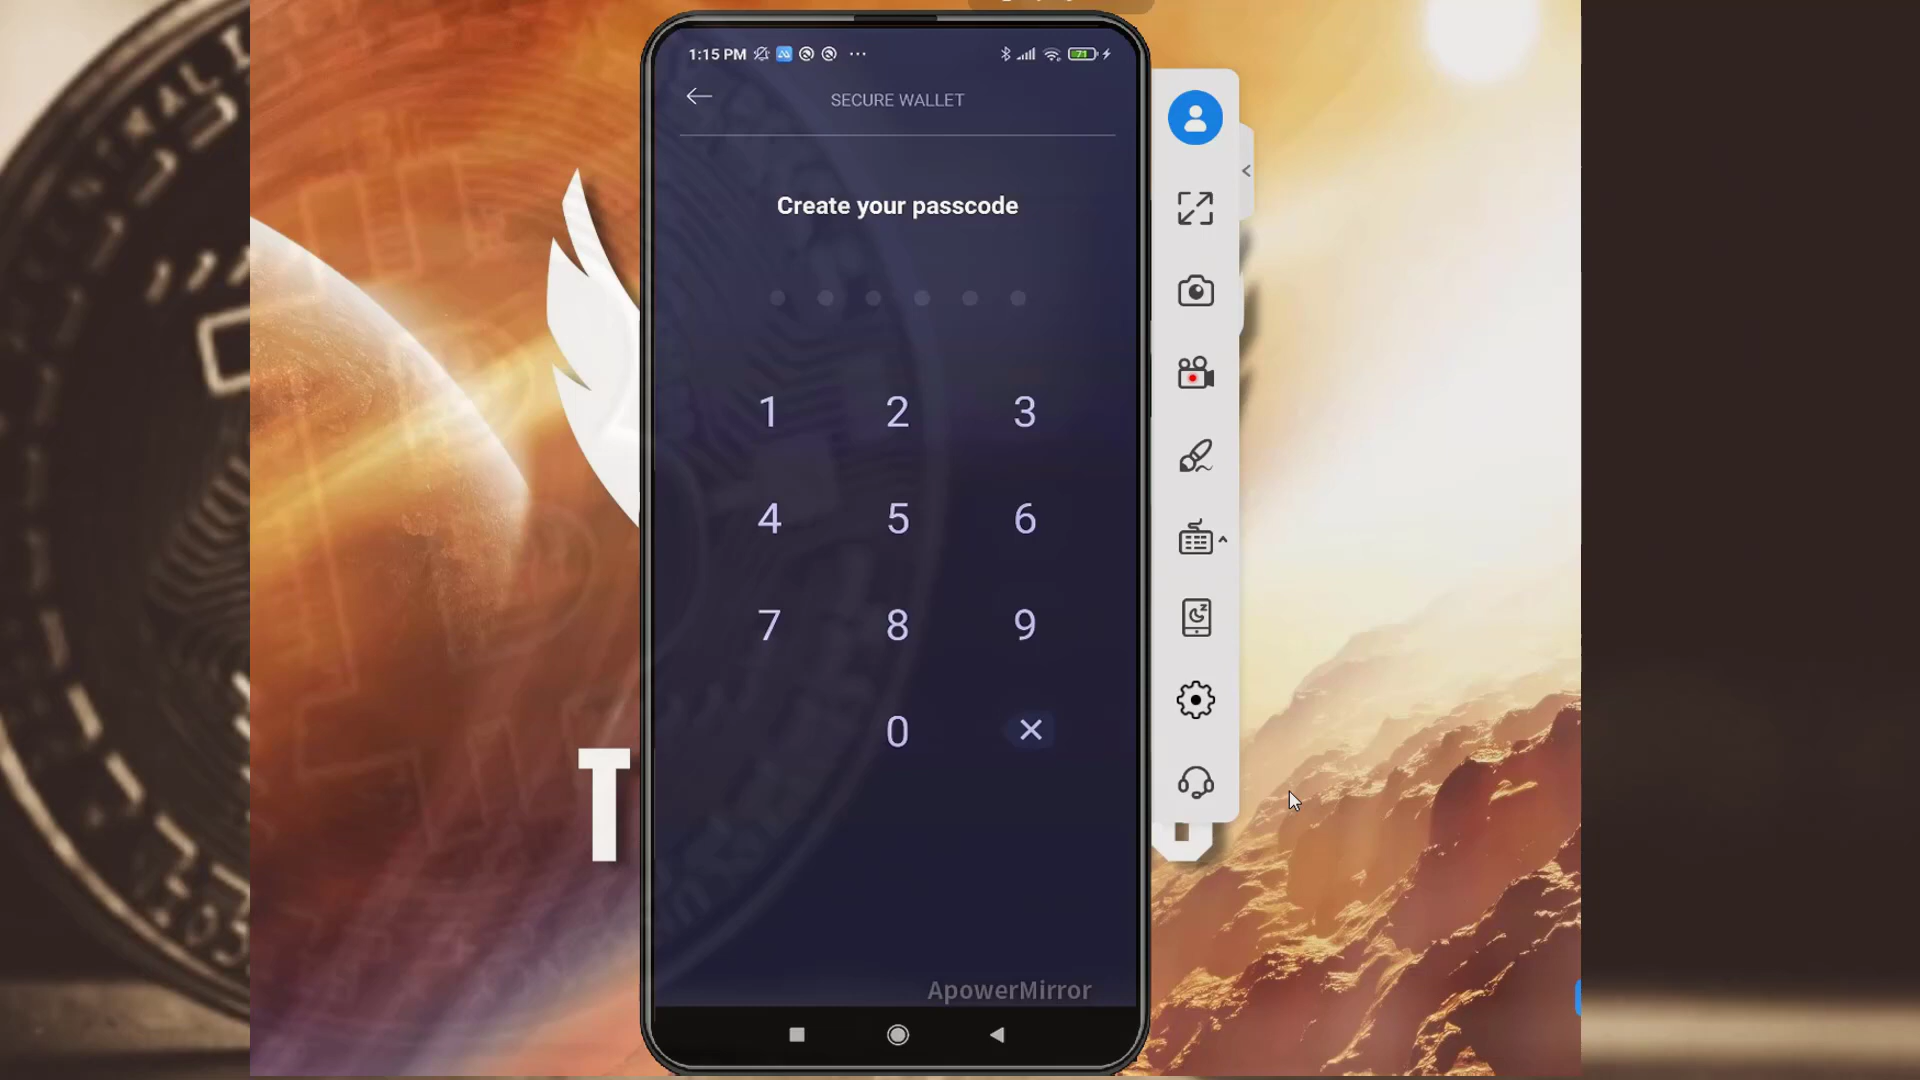 1:15 PM
71
SECURE WALLET
Create your passcode
1 2 3
4 5 6
7 8 9
0
ApowerMirror
T